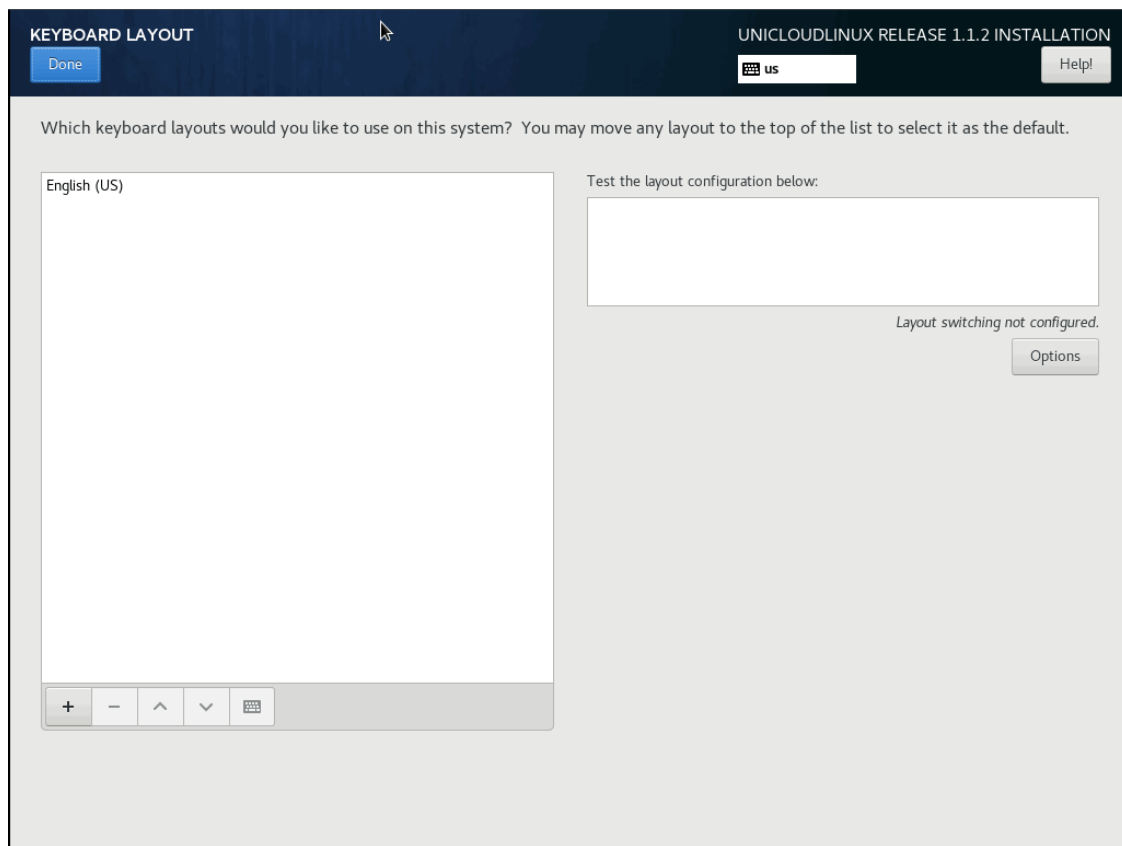 KEYBOARD LAYOUT
UNICLOUDLINUX RELEASE 1.1.2 INSTALLATION
Done
us
Help!
Which keyboard layouts would you like to use on this system?  You may move any layout to the top of the list to select it as the default.
English (US)
Test the layout configuration below:
Layout switching not configured.
Options